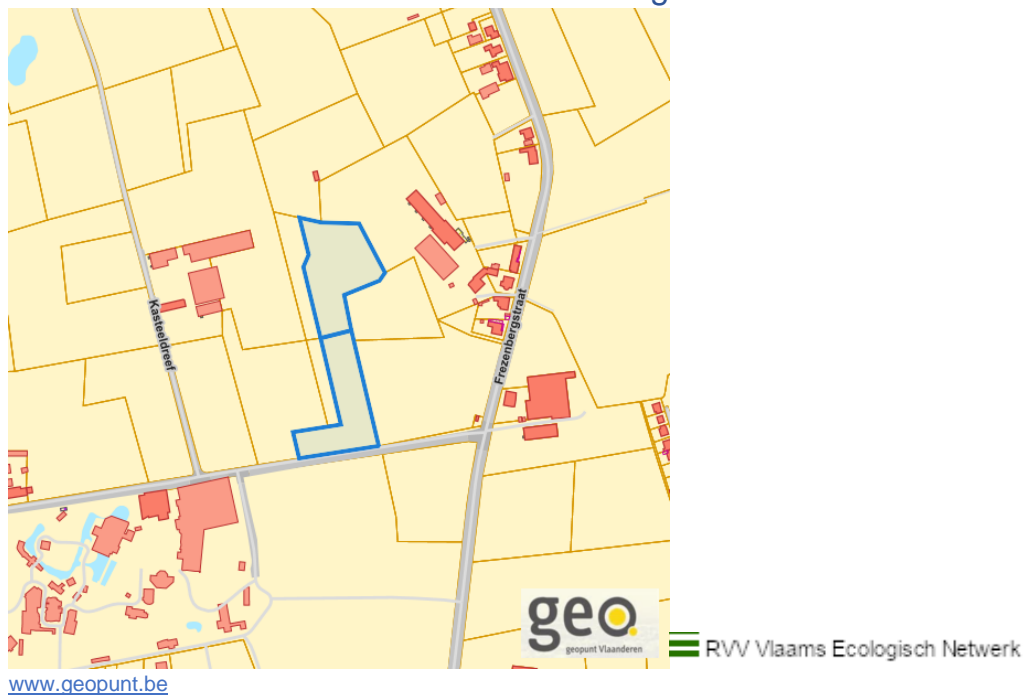 g
Kasteeldreef
Frezenbergstraat
geo.
geopunt Vlaanderen
RVV Vlaams Ecologisch Netwerk
www.geopunt.be